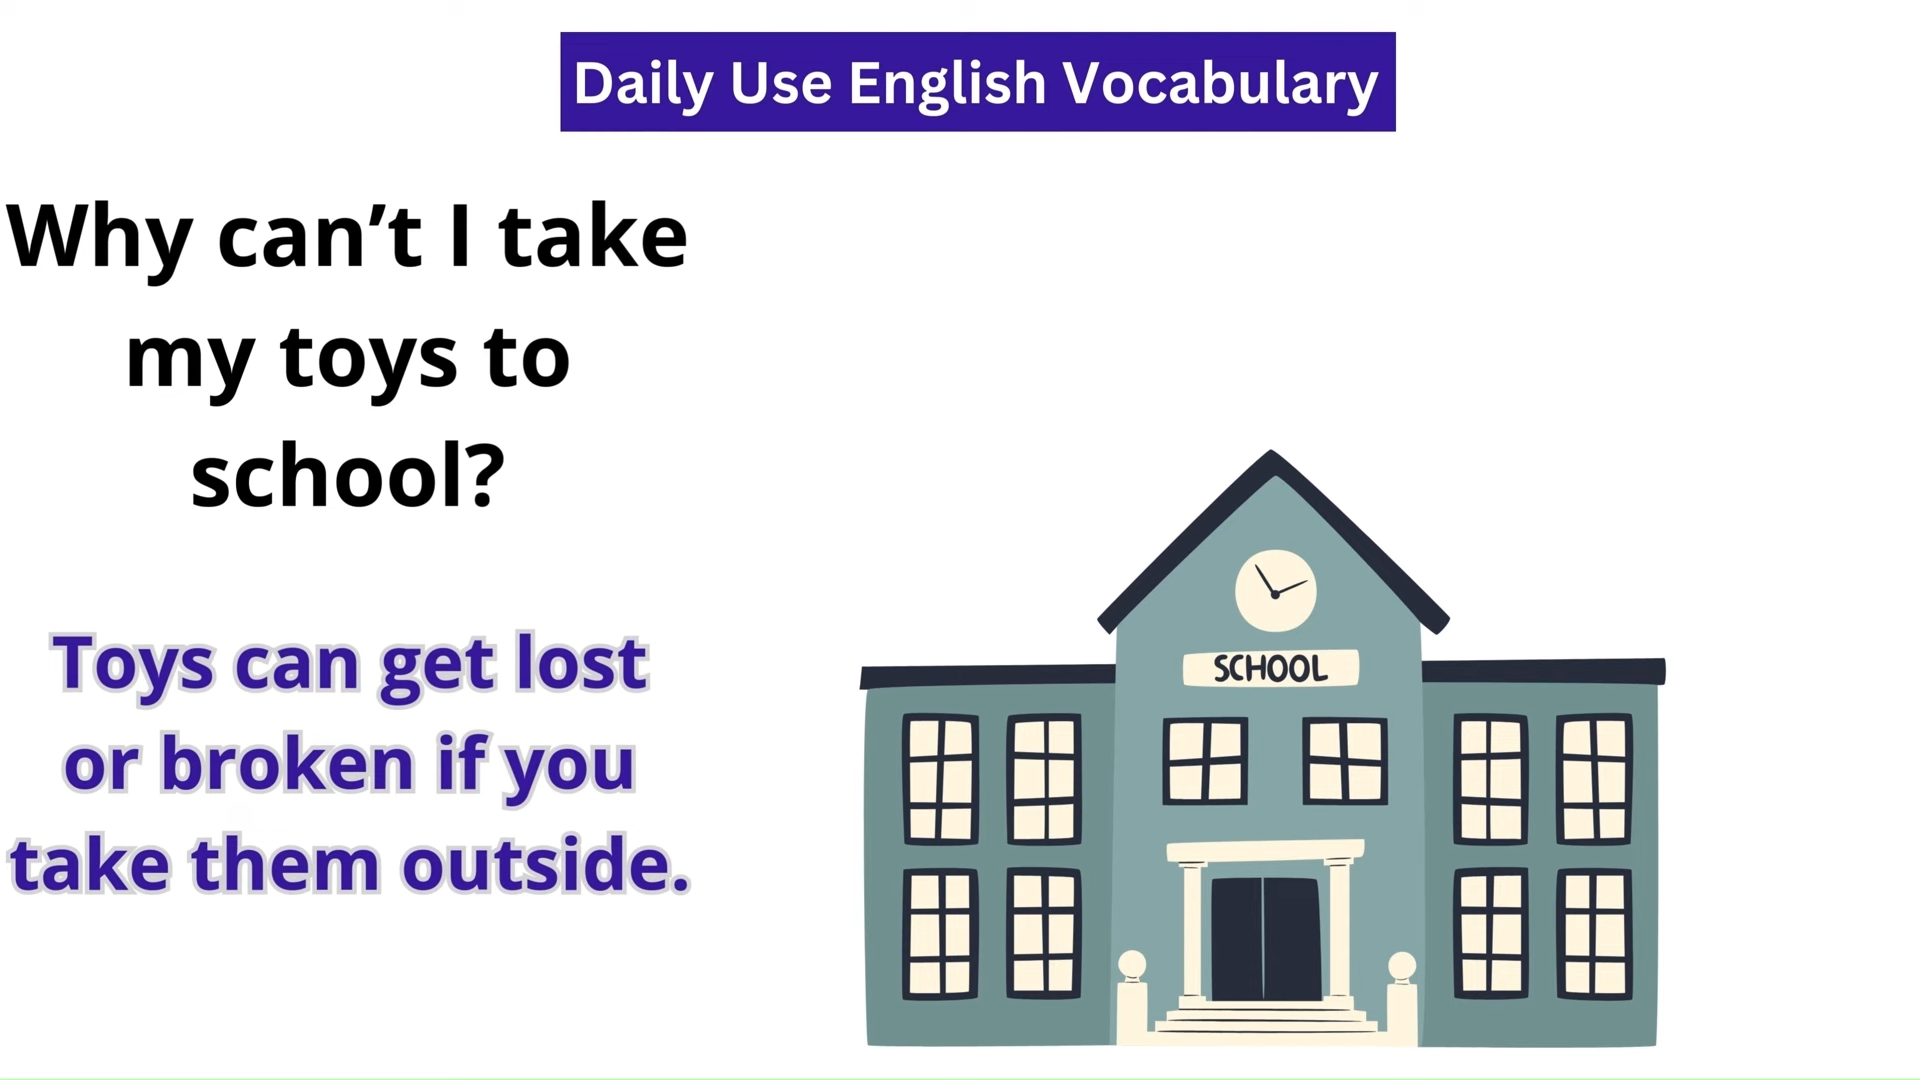 Daily Use English Vocabulary
Why can’t I take
my toys to
school?
Toys can get lost
or broken if you
take them outside.
SCHOOL